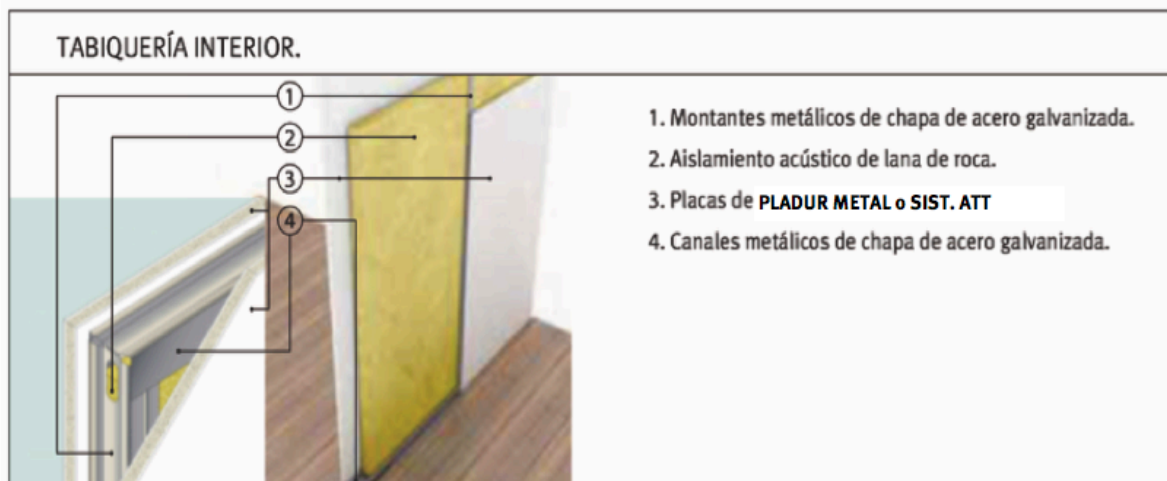 TABIQUERÍA INTERIOR.
1
2
3
4
1. Montantes metálicos de chapa de acero galvanizada.
2. Aislamiento acústico de lana de roca.
3. Placas de PLADUR METAL o SIST. ATT
4. Canales metálicos de chapa de acero galvanizada.